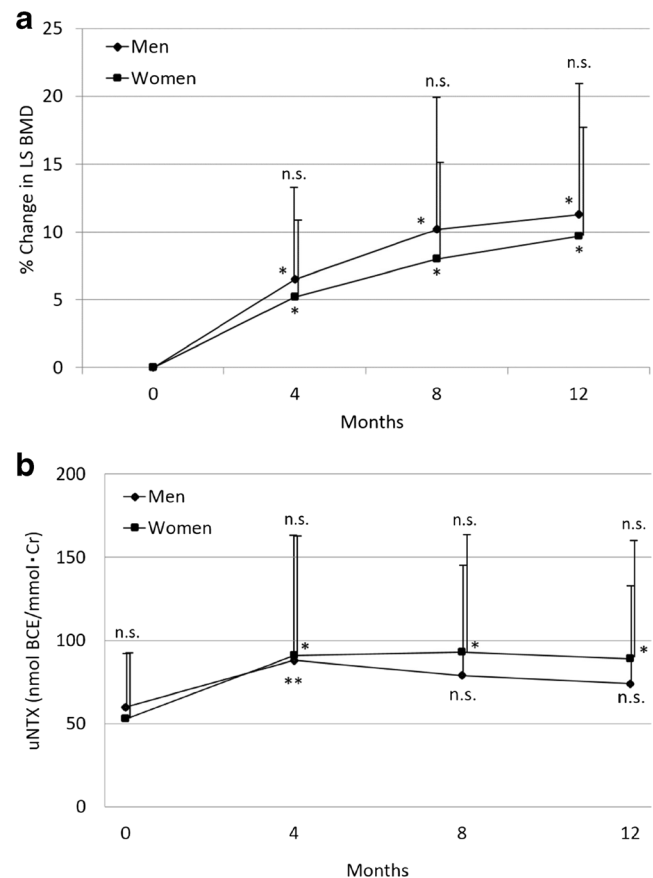 a
25
20
15
10
5
0
% Change in LS BMD
Men
Women
n.s.
n.s.
n.s.
*
*
*
*
*
*
0 4 8 12
Months
b
200
150
100
50
0
uNTX (nmol BCE/mmol·Cr)
Men
Women
n.s.
n.s.
n.s.
n.s.
*
*
*
**
n.s.
n.s.
0 4 8 12
Months